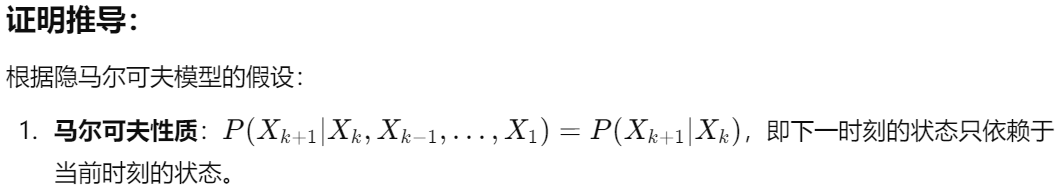 证明推导：
根据隐马尔可夫模型的假设：
1. 马尔可夫性质：$P(X_{k+1}|X_k, X_{k-1}, \ldots, X_1) = P(X_{k+1}|X_k)$，即下一时刻的状态只依赖于
当前时刻的状态。